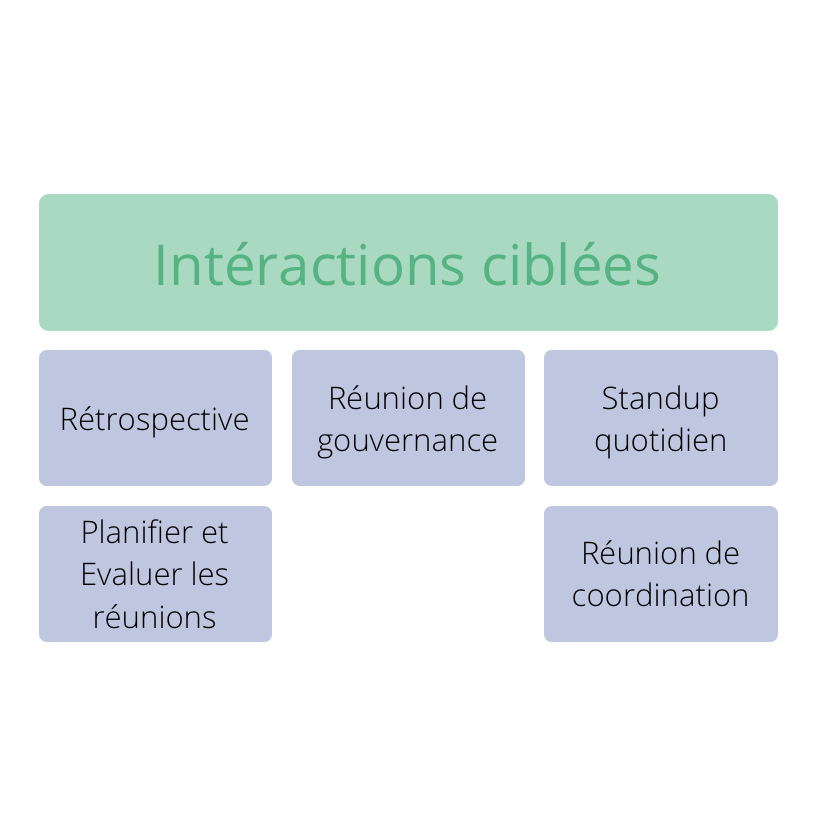 Intéractions ciblées
Rétrospective
Réunion de
gouvernance
Standup
quotidien
Planifier et
Evaluer les
réunions
Réunion de
coordination